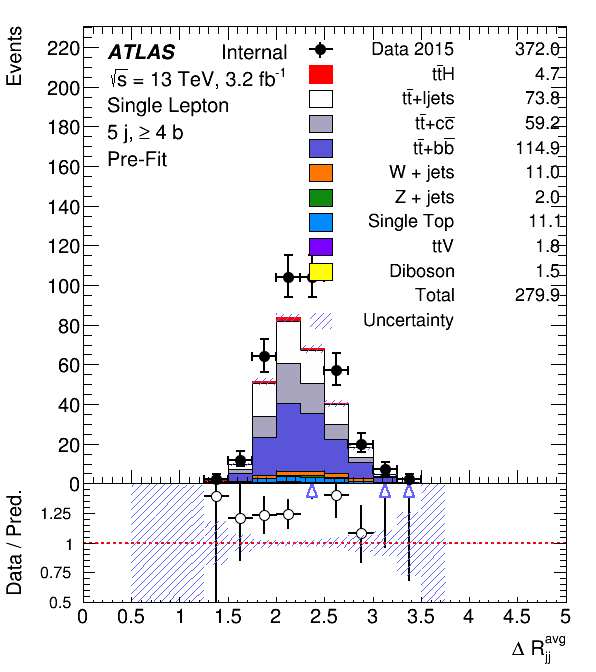 Events
220
200
180
160
140
120
100
80
60
40
20
0
ATLAS Internal
√s = 13 TeV, 3.2 fb⁻¹
Single Lepton
5 j, ≥ 4 b
Pre-Fit
Data 2015 372.0
tt̄H 4.7
tt̄+ljets 73.8
tt̄+cc̄ 59.2
tt̄+bb̄ 114.9
W + jets 11.0
Z + jets 2.0
Single Top 11.1
ttV 1.8
Diboson 1.5
Total 279.9
Uncertainty
Data / Pred.
1.25
1
0.75
0.5
0 0.5 1 1.5 2 2.5 3 3.5 4 4.5 5
Δ R_jj^avg